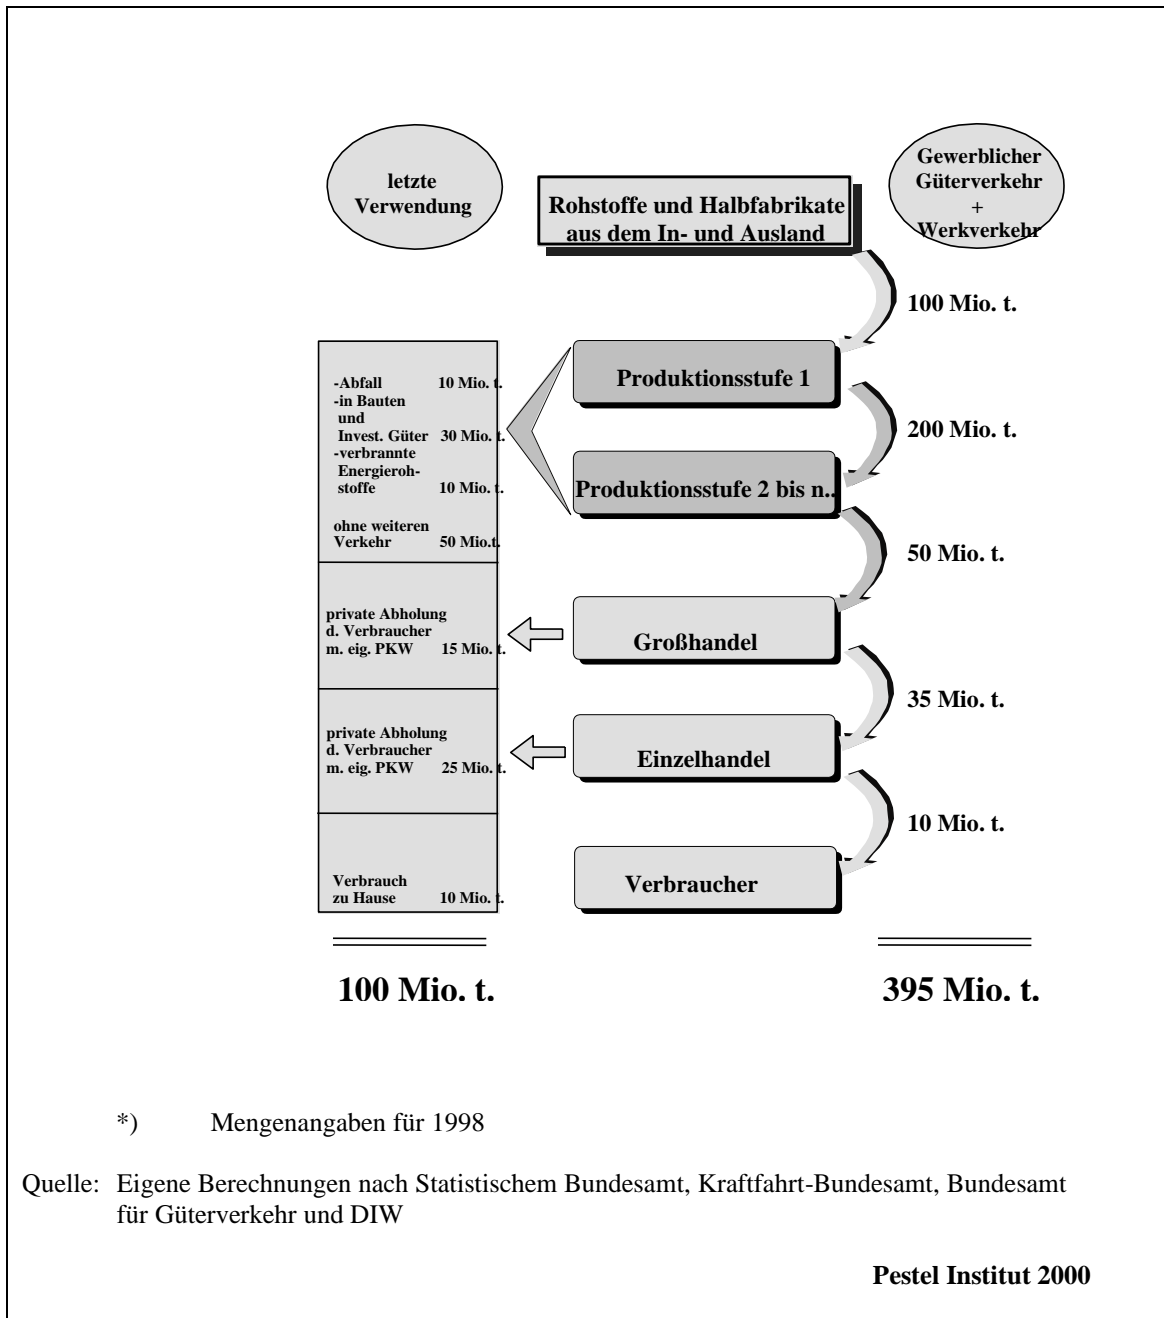 letzte
Verwendung
Rohstoffe und Halbfabrikate
aus dem In- und Ausland
Gewerblicher
Güterverkehr
+
Werkverkehr
100 Mio. t.
-Abfall 10 Mio. t.
-in Bauten
und
Invest. Güter 30 Mio. t.
-verbrannte
Energieroh-
stoffe 10 Mio. t.
ohne weiteren
Verkehr 50 Mio.t.
Produktionsstufe 1
200 Mio. t.
Produktionsstufe 2 bis n..
50 Mio. t.
private Abholung
d. Verbraucher
m. eig. PKW 15 Mio. t.
Großhandel
35 Mio. t.
private Abholung
d. Verbraucher
m. eig. PKW 25 Mio. t.
Einzelhandel
10 Mio. t.
Verbrauch
zu Hause 10 Mio. t.
Verbraucher
100 Mio. t.
395 Mio. t.
*) Mengenangaben für 1998
Quelle: Eigene Berechnungen nach Statistischem Bundesamt, Kraftfahrt-Bundesamt, Bundesamt
für Güterverkehr und DIW
Pestel Institut 2000